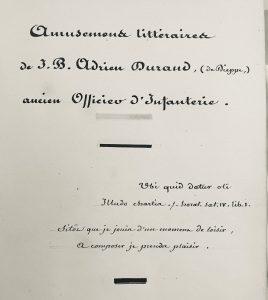 Amusements littéraires
de J. B. Adrien Durand, (de Dieppe,)
ancien Officier d'Infanterie.
Ubi quid datur oti
Illudo chartis ./. horat. sat. IV. lib. 1.
Sitôt que je jouis d'un moment de loisir,
A composer je prends plaisir.